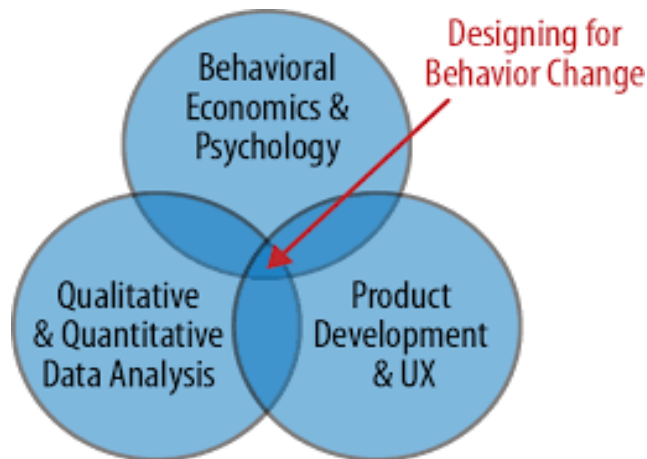 Designing for
Behavior Change
Behavioral
Economics &
Psychology
Qualitative
& Quantitative
Data Analysis
Product
Development
& UX